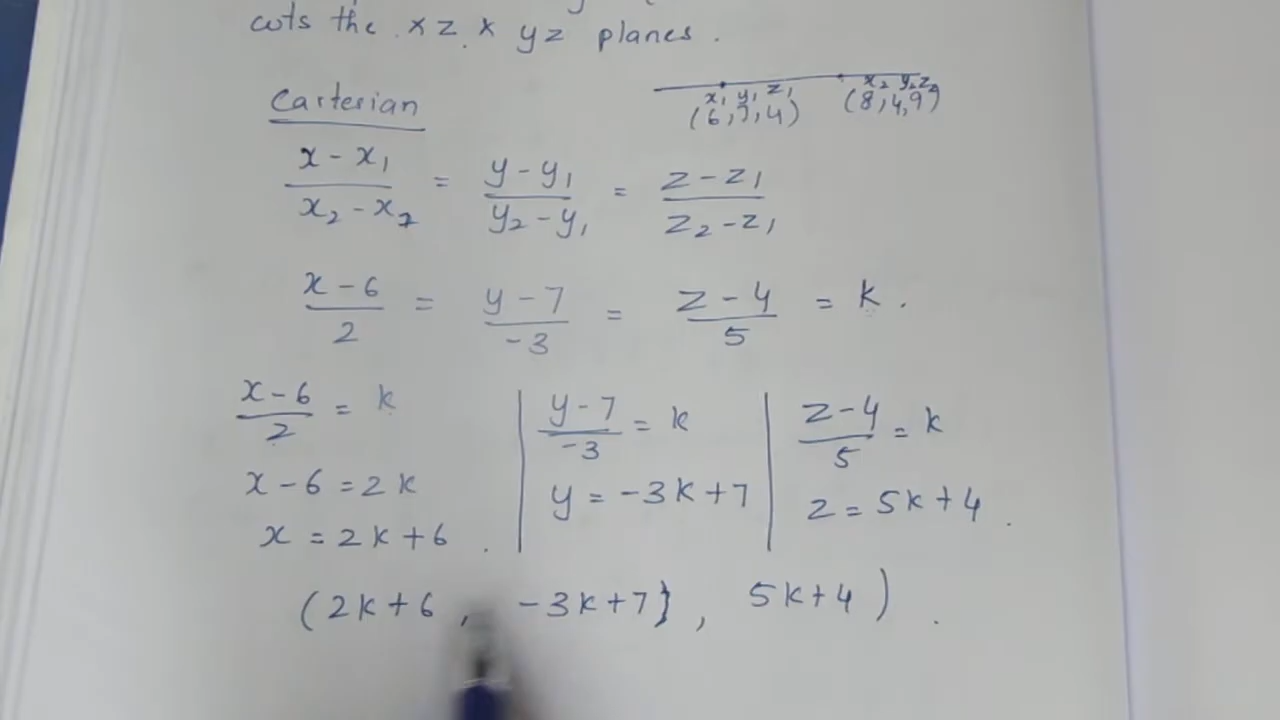 cuts the xz x yz planes.
Cartesian
x₁ y₁ z₁ x₂ y₂ z₂
(6,7,4) (8,4,9)
x - x₁ / x₂ - x₁ = y - y₁ / y₂ - y₁ = z - z₁ / z₂ - z₁
x - 6 / 2 = y - 7 / -3 = z - 4 / 5 = k.
x - 6 / 2 = k | y - 7 / -3 = k | z - 4 / 5 = k
x - 6 = 2k | y = -3k + 7 | z = 5k + 4.
x = 2k + 6.
(2k + 6, -3k + 7), 5k + 4).